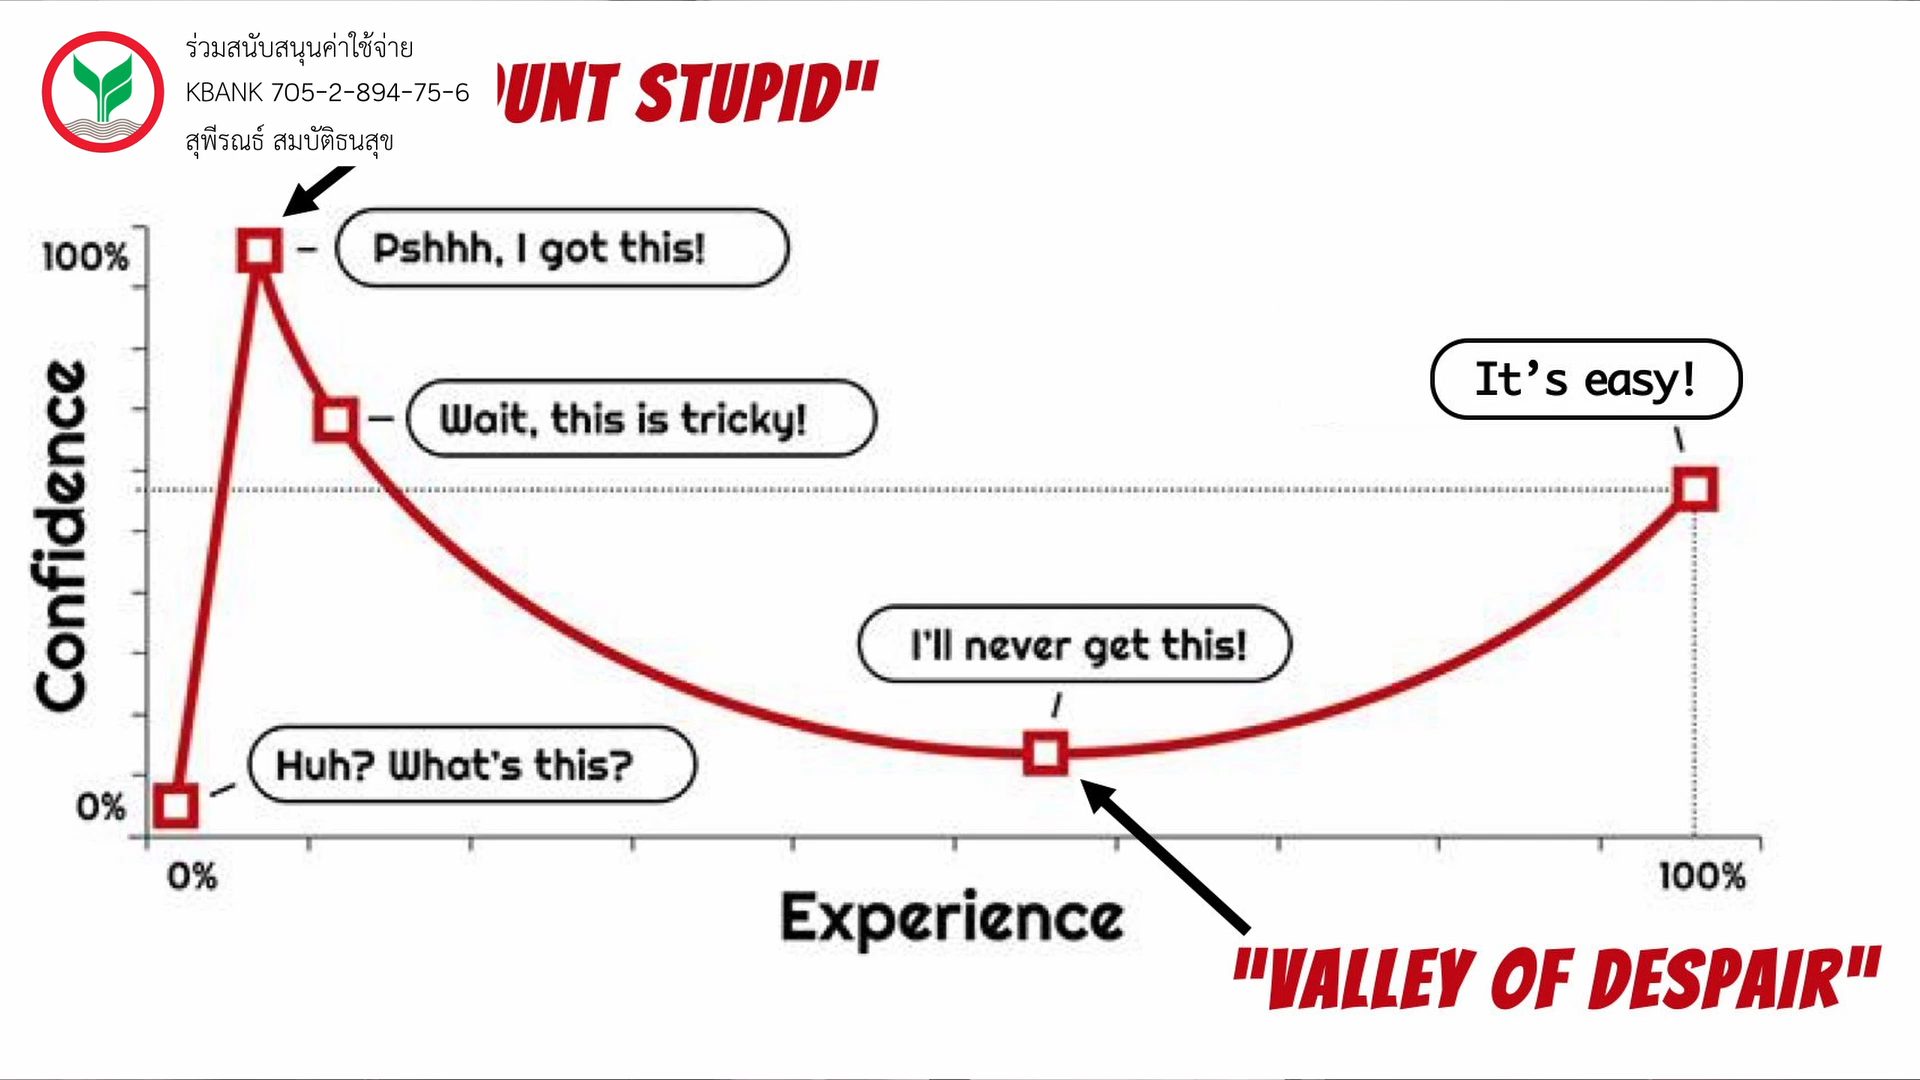 ร่วมสนับสนุนค่าใช้จ่าย
KBANK 705-2-894-75-6
สุพีรณธ์ สมบัติธนสุข
STUPID"
100%
Pshhh, I got this!
It's easy!
Wait, this is tricky!
Confidence
I'll never get this!
Huh? What's this?
0%
0%
100%
Experience
"VALLEY OF DESPAIR"